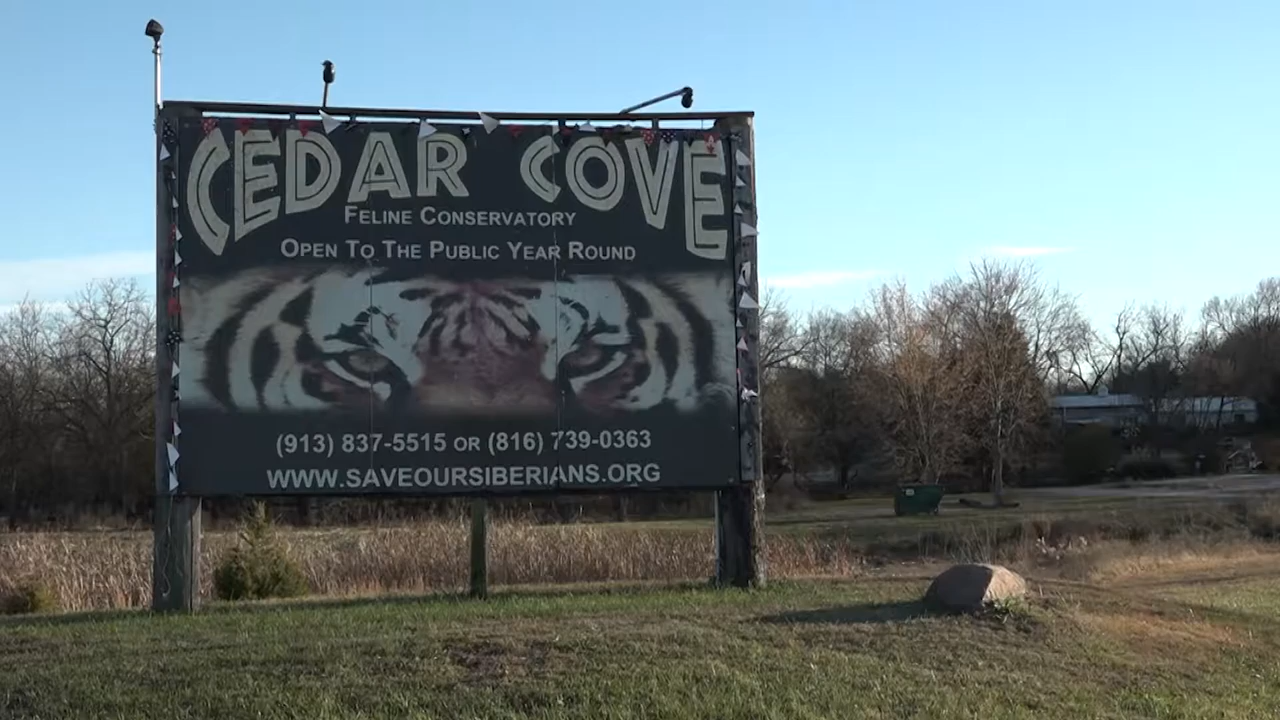 CEDAR COVE
FELINE CONSERVATORY
OPEN TO THE PUBLIC YEAR ROUND
(913) 837-5515 OR (816) 739-0363
WWW.SAVEOURSIBERIANS.ORG